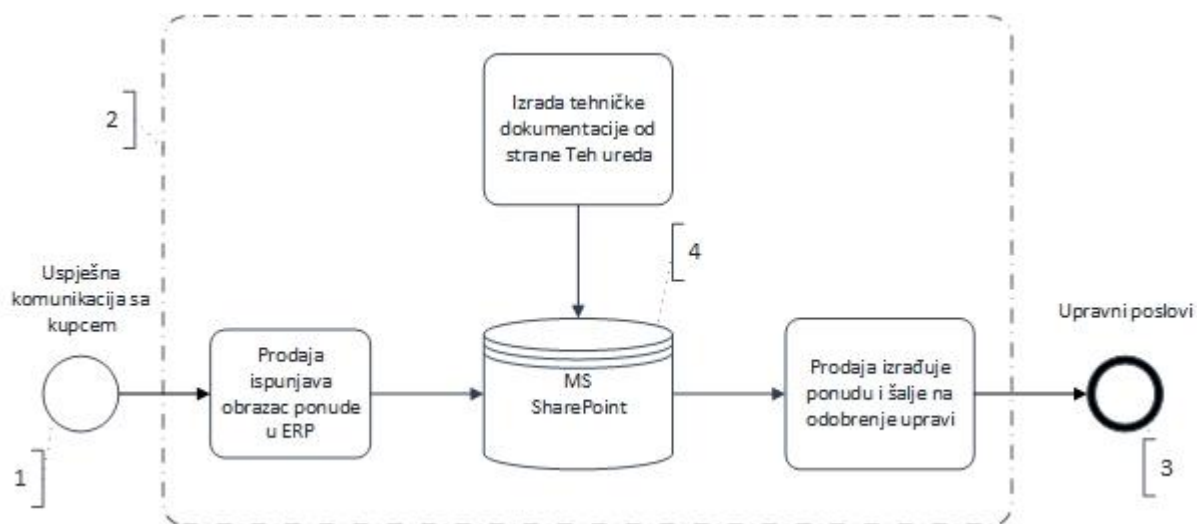 2
Izrada tehničke
dokumentacije od
strane Teh ureda
4
Uspješna
komunikacija sa
kupcem
Upravni poslovi
Prodaja
ispunjava
obrazac ponude
u ERP
MS
SharePoint
Prodaja izrađuje
ponudu i šalje na
odobrenje upravi
1
3